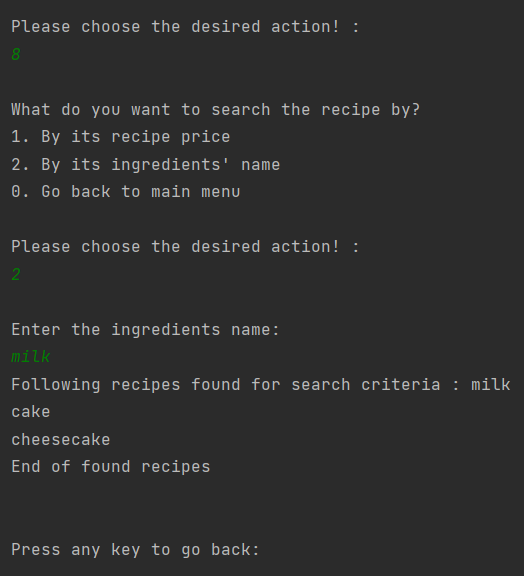 Please choose the desired action! :
8
What do you want to search the recipe by?
1. By its recipe price
2. By its ingredients' name
0. Go back to main menu
Please choose the desired action! :
2
Enter the ingredients name:
milk
Following recipes found for search criteria : milk
cake
cheesecake
End of found recipes
Press any key to go back: